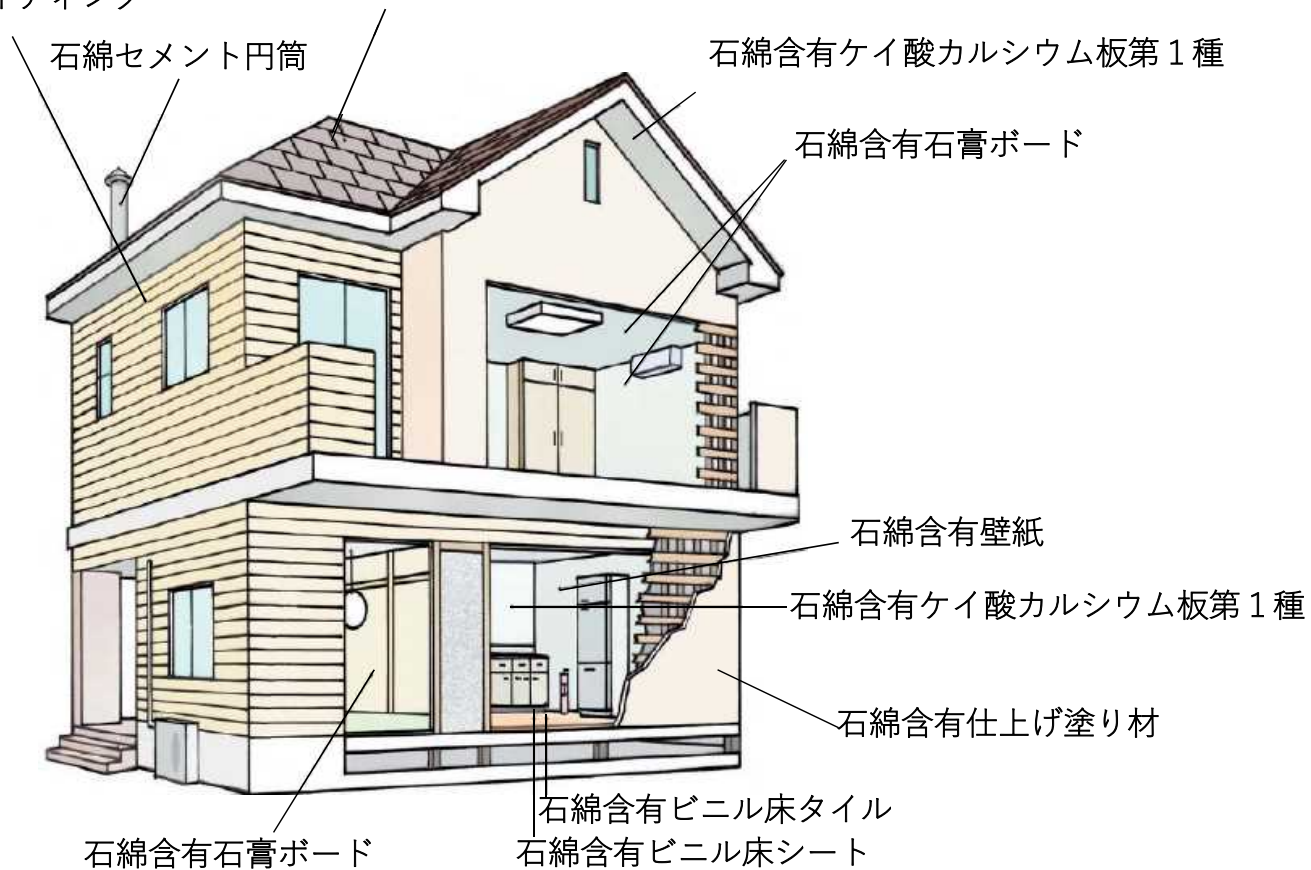 石綿セメント円筒
石綿含有ケイ酸カルシウム板第１種
石綿含有石膏ボード
石綿含有壁紙
石綿含有ケイ酸カルシウム板第１種
石綿含有仕上げ塗り材
石綿含有ビニル床タイル
石綿含有ビニル床シート
石綿含有石膏ボード